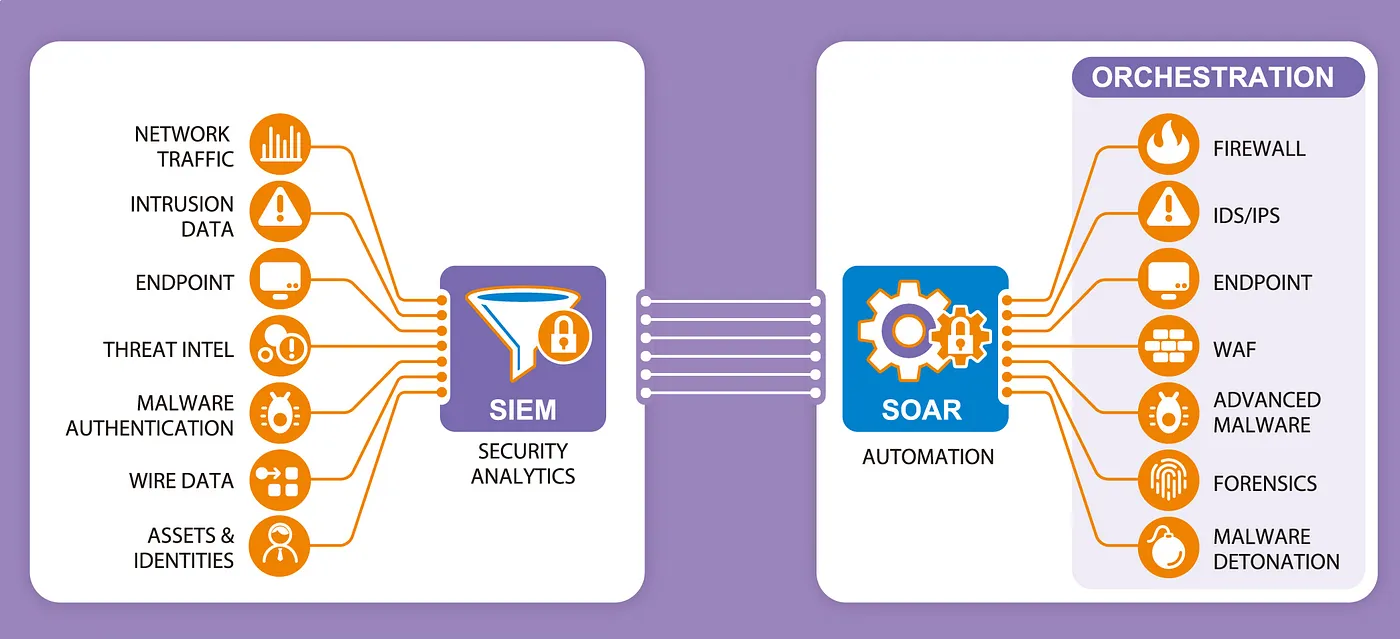 NETWORK
TRAFFIC
INTRUSION
DATA
ENDPOINT
THREAT INTEL
MALWARE
AUTHENTICATION
WIRE DATA
ASSETS &
IDENTITIES
SIEM
SECURITY
ANALYTICS
SOAR
AUTOMATION
ORCHESTRATION
FIREWALL
IDS/IPS
ENDPOINT
WAF
ADVANCED
MALWARE
FORENSICS
MALWARE
DETONATION